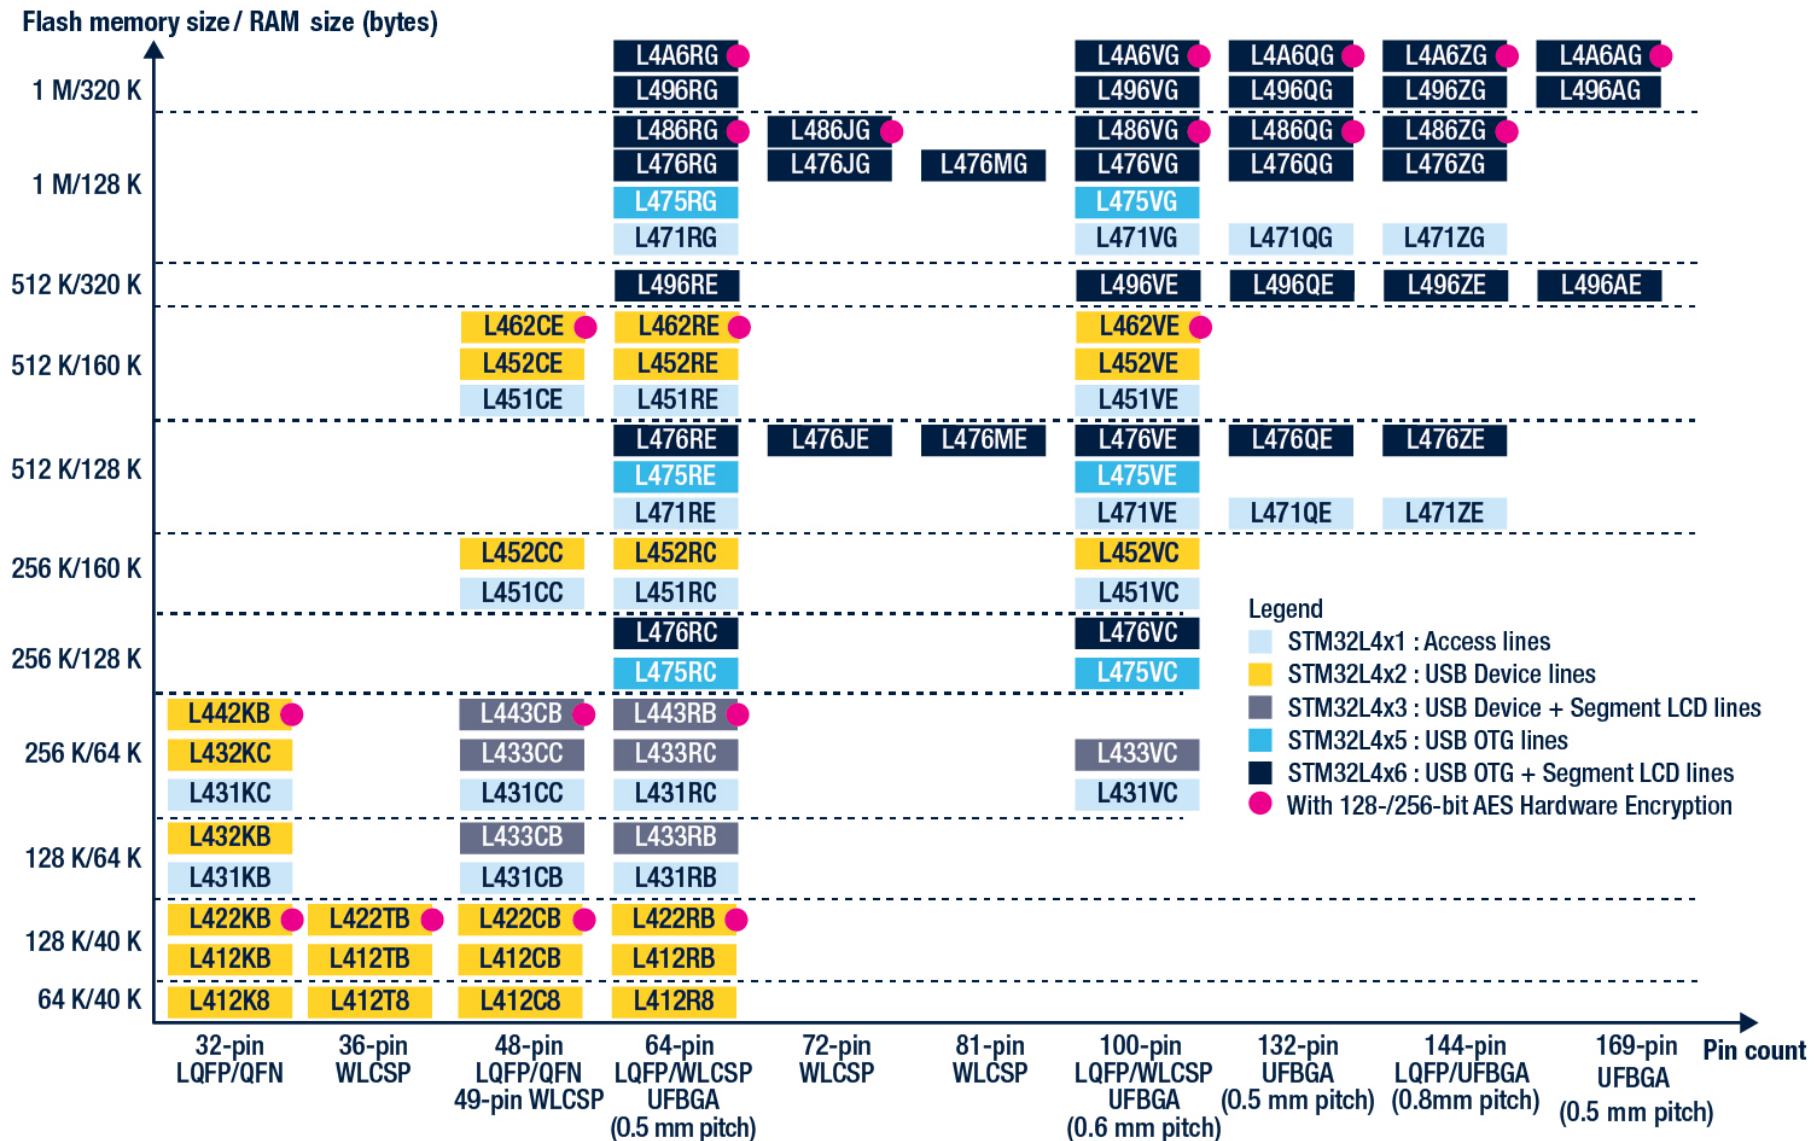 Flash memory size / RAM size (bytes)
L4A6RG L4A6VG L4A6QG L4A6ZG L4A6AG
1 M/320 K L496RG L496VG L496QG L496ZG L496AG
L486RG L486JG L486VG L486QG L486ZG
1 M/128 K L476RG L476JG L476MG L476VG L476QG L476ZG
L475RG L475VG
L471RG L471VG L471QG L471ZG
512 K/320 K L496RE L496VE L496QE L496ZE L496AE
L462CE L462RE L462VE
512 K/160 K L452CE L452RE L452VE
L451CE L451RE L451VE
L476RE L476JE L476ME L476VE L476QE L476ZE
512 K/128 K L475RE L475VE
L471RE L471VE L471QE L471ZE
L452CC L452RC L452VC
256 K/160 K L451CC L451RC L451VC
L476RC L476VC
256 K/128 K L475RC L475VC
L442KB L443CB L443RB
256 K/64 K L432KC L433CC L433RC L433VC
L431KC L431CC L431RC L431VC
L432KB L433CB L433RB
128 K/64 K L431KB L431CB L431RB
L422KB L422TB L422CB L422RB
128 K/40 K L412KB L412TB L412CB L412RB
64 K/40 K L412K8 L412T8 L412C8 L412R8
Legend
STM32L4x1 : Access lines
STM32L4x2 : USB Device lines
STM32L4x3 : USB Device + Segment LCD lines
STM32L4x5 : USB OTG lines
STM32L4x6 : USB OTG + Segment LCD lines
With 128-/256-bit AES Hardware Encryption
32-pin 36-pin 48-pin 64-pin 72-pin 81-pin 100-pin 132-pin 144-pin 169-pin Pin count
LQFP/QFN WLCSP LQFP/QFN LQFP/WLCSP WLCSP WLCSP LQFP/WLCSP UFBGA LQFP/UFBGA UFBGA
49-pin WLCSP UFBGA UFBGA (0.5 mm pitch) (0.8mm pitch) (0.5 mm pitch)
(0.5 mm pitch) (0.6 mm pitch)